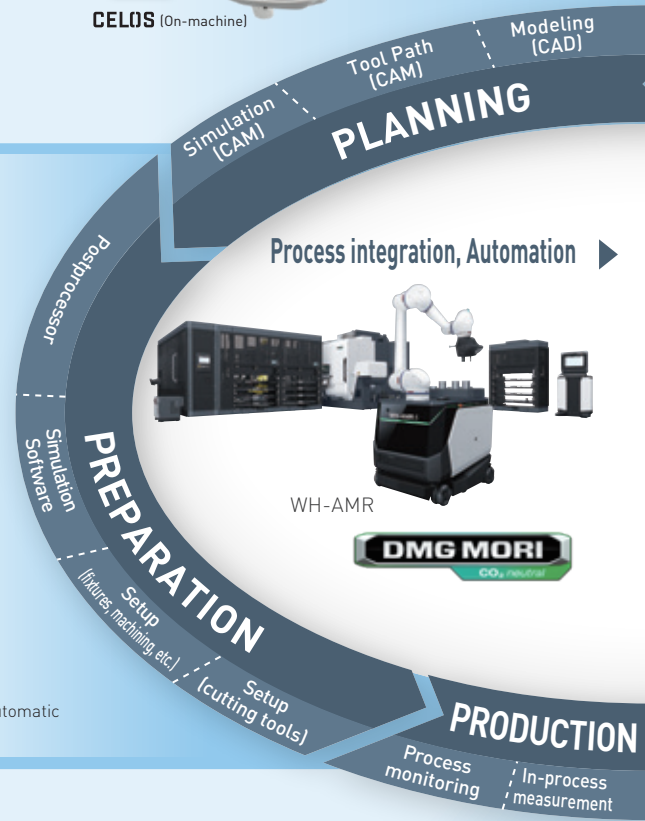 CELOS (On-machine)
Modeling
(CAD)
Tool Path
(CAM)
Simulation
(CAM)
PLANNING
Postprocessor
Process integration, Automation
Simulation
Software
PREPARATION
WH-AMR
DMG MORI
CO₂ neutral
Setup
(fixtures, machining, etc.)
Setup
(cutting tools)
utomatic
PRODUCTION
Process
monitoring
In-process
measurement